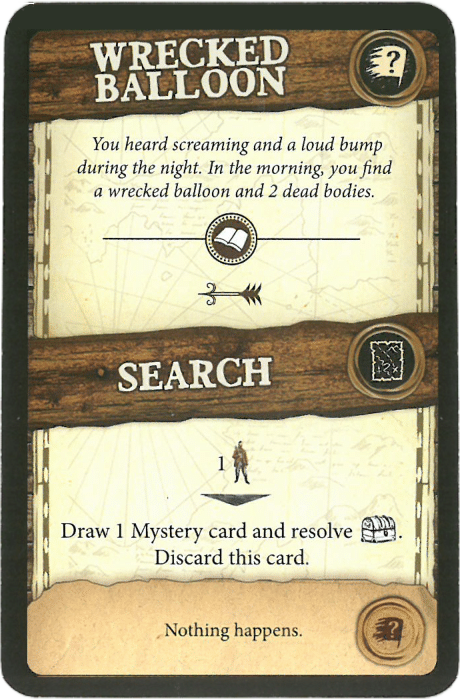 WRECKED
BALLOON
?
You heard screaming and a loud bump
during the night. In the morning, you find
a wrecked balloon and 2 dead bodies.
SEARCH
1
Draw 1 Mystery card and resolve .
Discard this card.
Nothing happens.
?